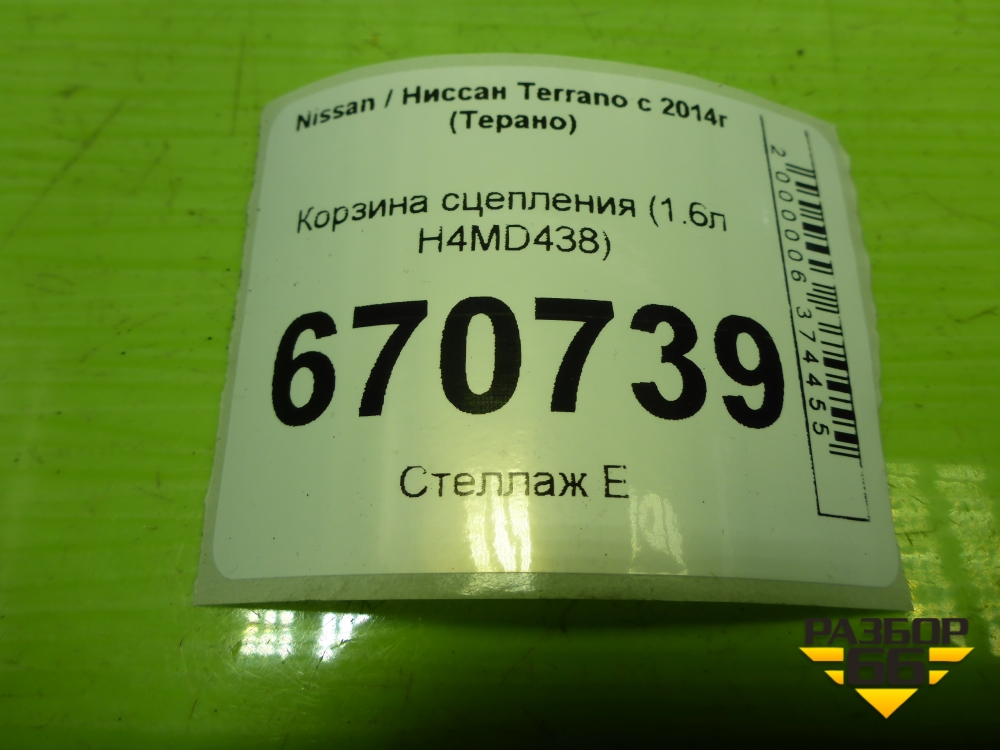 Nissan / Ниссан Terrano с 2014г
(Терано)
Корзина сцепления (1.6л
H4MD438)
670739
Стеллаж Е
2000006374455
РАЗБОР
66